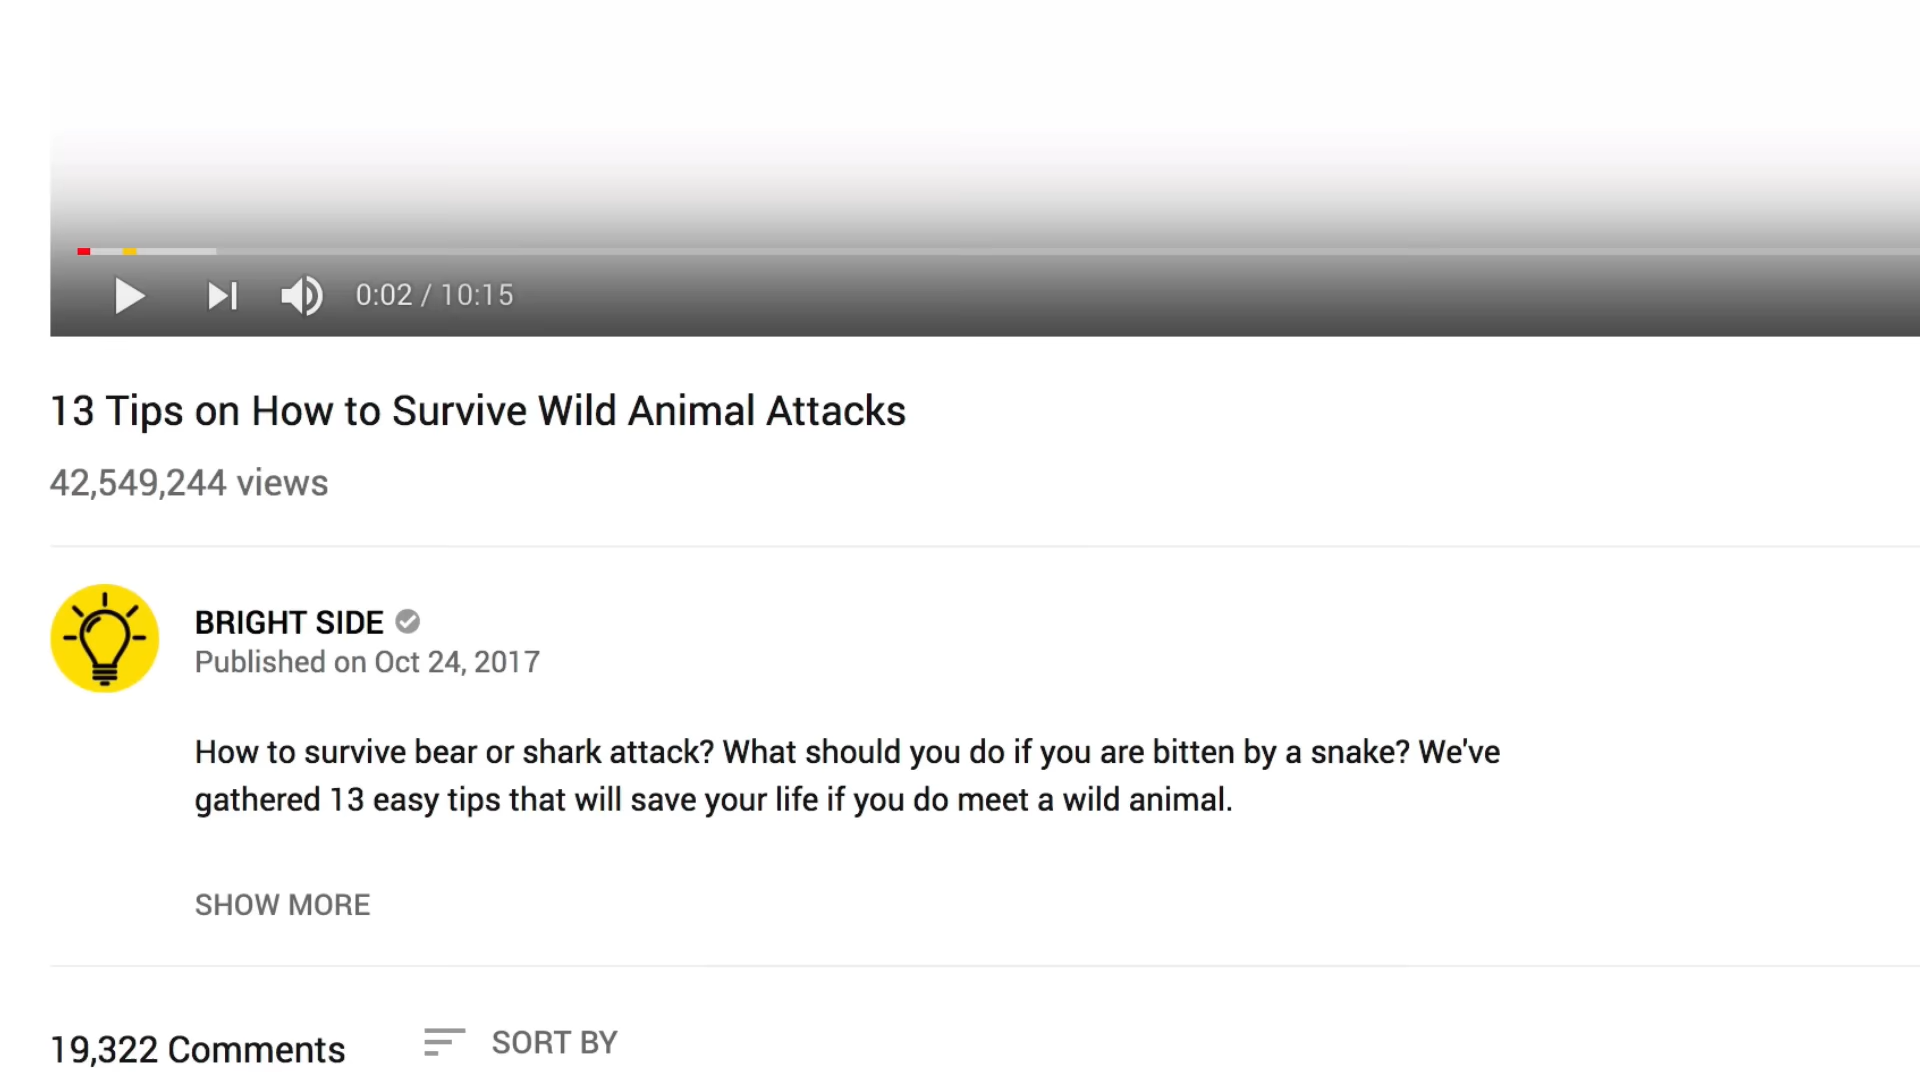 0:02 / 10:15
13 Tips on How to Survive Wild Animal Attacks
42,549,244 views
BRIGHT SIDE
Published on Oct 24, 2017
How to survive bear or shark attack? What should you do if you are bitten by a snake? We've
gathered 13 easy tips that will save your life if you do meet a wild animal.
SHOW MORE
19,322 Comments SORT BY